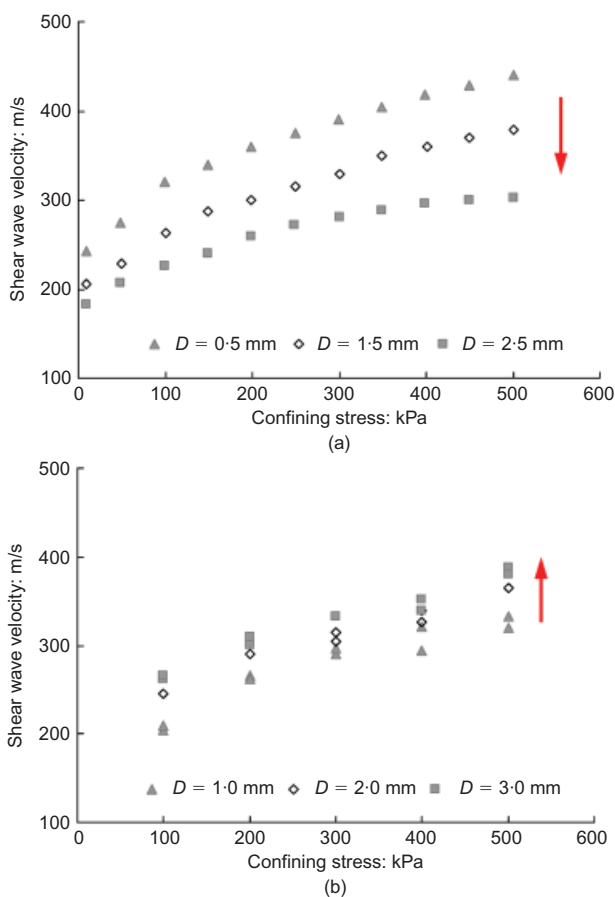 500
400
300
200
100
Shear wave velocity: m/s
D = 0·5 mm D = 1·5 mm D = 2·5 mm
0 100 200 300 400 500 600
Confining stress: kPa
(a)
500
400
300
200
100
Shear wave velocity: m/s
D = 1·0 mm D = 2·0 mm D = 3·0 mm
0 100 200 300 400 500 600
Confining stress: kPa
(b)